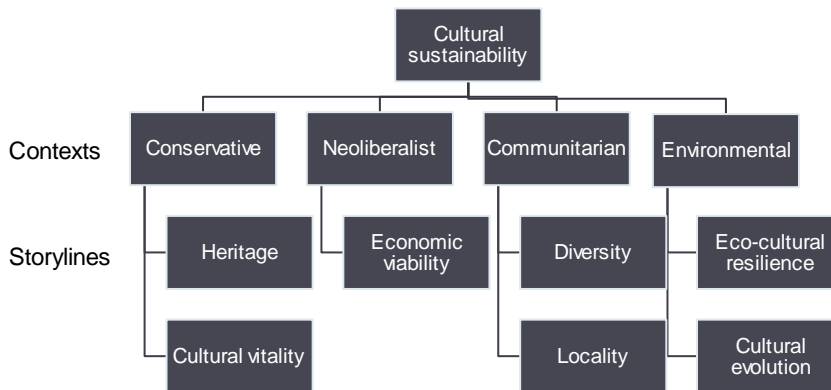 Cultural
sustainability
Contexts
Conservative
Neoliberalist
Communitarian
Environmental
Storylines
Heritage
Economic
viability
Diversity
Eco-cultural
resilience
Cultural vitality
Locality
Cultural
evolution